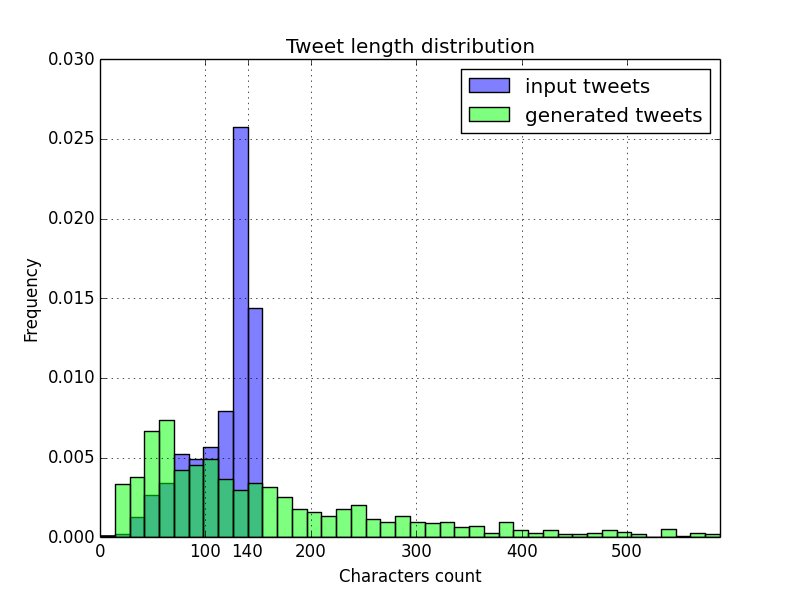 Tweet length distribution
0.030
0.025
0.020
0.015
0.010
0.005
0.000
Frequency
input tweets
generated tweets
0 100 140 200 300 400 500
Characters count